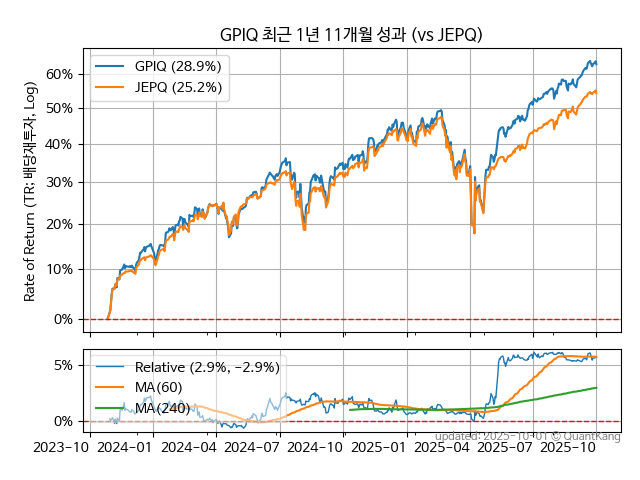 GPIQ 최근 1년 11개월 성과 (vs JEPQ)
Rate of Return (TR: 배당재투자, Log)
GPIQ (28.9%)
JEPQ (25.2%)
60%
50%
40%
30%
20%
10%
0%
Relative (2.9%, −2.9%)
MA(60)
MA(240)
5%
0%
2023-10 2024-01 2024-04 2024-07 2024-10 2025-01 2025-04 2025-07 2025-10
updated: 2025-10-01 © QuantKang